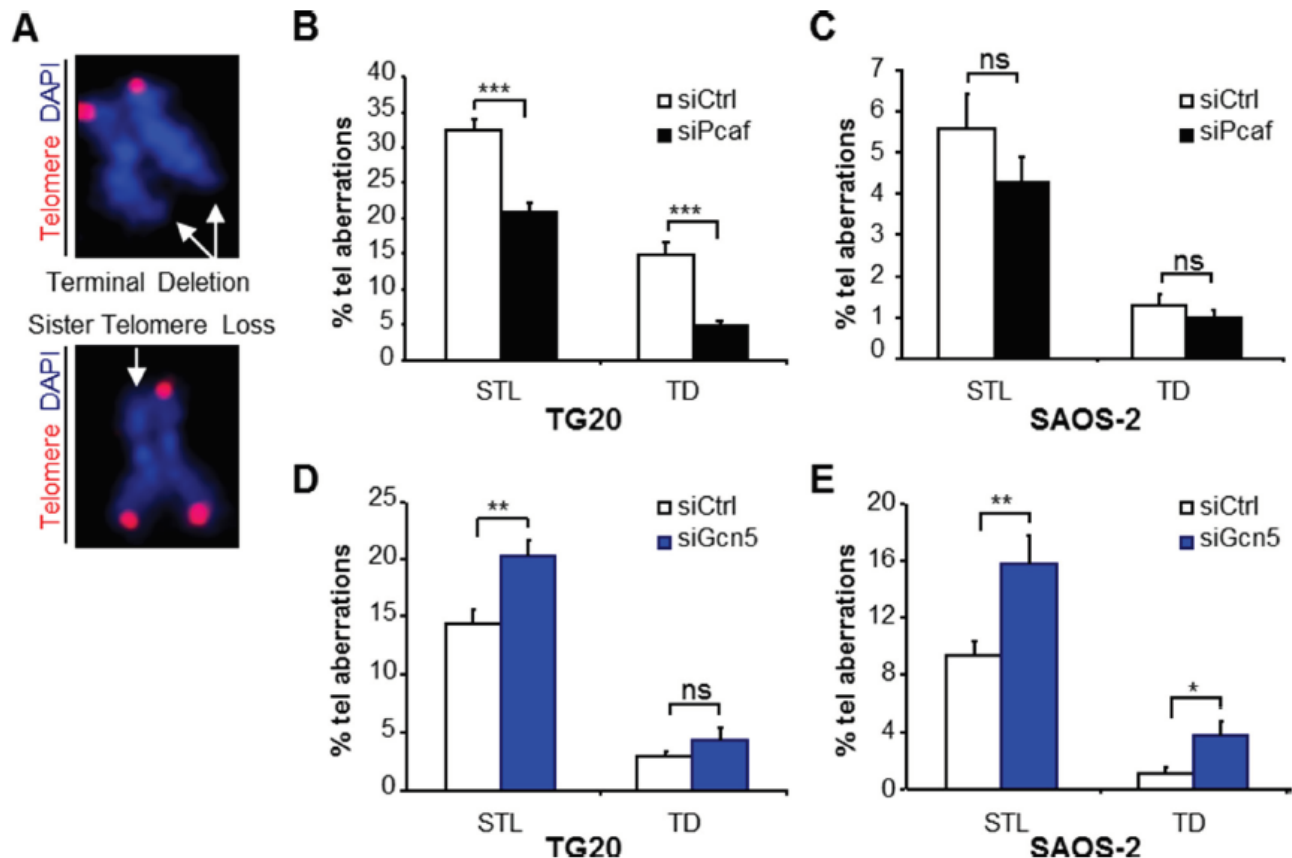 A
Telomere DAPI
Terminal Deletion
Sister Telomere Loss
Telomere DAPI
B
% tel aberrations
40
35
30
25
20
15
10
5
0
***
***
siCtrl
siPcaf
STL TD
TG20
C
% tel aberrations
7
6
5
4
3
2
1
0
ns
ns
siCtrl
siPcaf
STL TD
SAOS-2
D
% tel aberrations
25
20
15
10
5
0
**
ns
siCtrl
siGcn5
STL TD
TG20
E
% tel aberrations
20
16
12
8
4
0
**
*
siCtrl
siGcn5
STL TD
SAOS-2